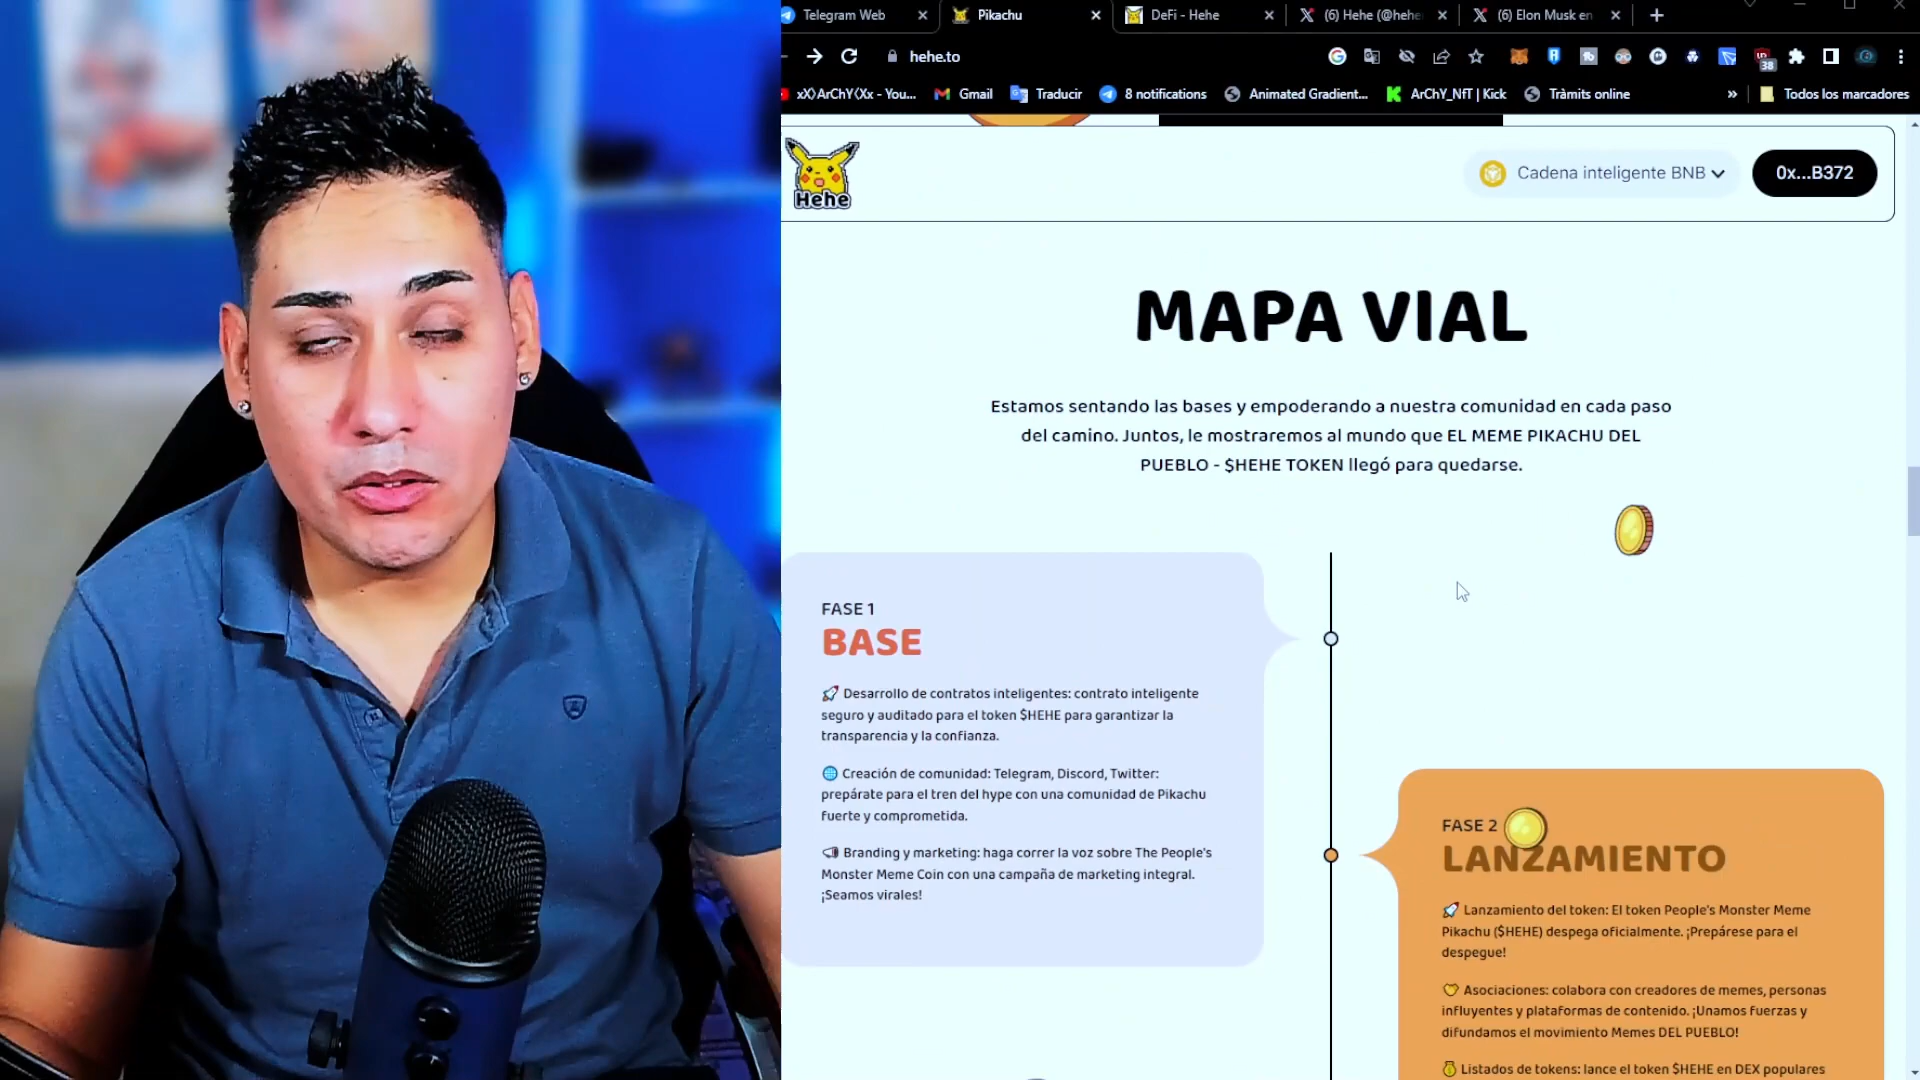 Telegram Web
Pikachu
DeFi - Hehe
(6) Hehe (@hehe
(6) Elon Musk en
hehe.to
38
xX》ArChY《Xx - You...
Gmail
Traducir
8 notifications
Animated Gradient...
ArChY_NfT | Kick
Tràmits online
»
Todos los marcadores
Hehe
Cadena inteligente BNB
0x...B372
MAPA VIAL
Estamos sentando las bases y empoderando a nuestra comunidad en cada paso
del camino. Juntos, le mostraremos al mundo que EL MEME PIKACHU DEL
PUEBLO - $HEHE TOKEN llegó para quedarse.
FASE 1
BASE
🚀 Desarrollo de contratos inteligentes: contrato inteligente
seguro y auditado para el token $HEHE para garantizar la
transparencia y la confianza.
🌐 Creación de comunidad: Telegram, Discord, Twitter:
prepárate para el tren del hype con una comunidad de Pikachu
fuerte y comprometida.
📢 Branding y marketing: haga correr la voz sobre The People's
Monster Meme Coin con una campaña de marketing integral.
¡Seamos virales!
FASE 2
LANZAMIENTO
🚀 Lanzamiento del token: El token People's Monster Meme
Pikachu ($HEHE) despega oficialmente. ¡Prepárese para el
despegue!
🤝 Asociaciones: colabora con creadores de memes, personas
influyentes y plataformas de contenido. ¡Unamos fuerzas y
difundamos el movimiento Memes DEL PUEBLO!
💰 Listados de tokens: lance el token $HEHE en DEX populares